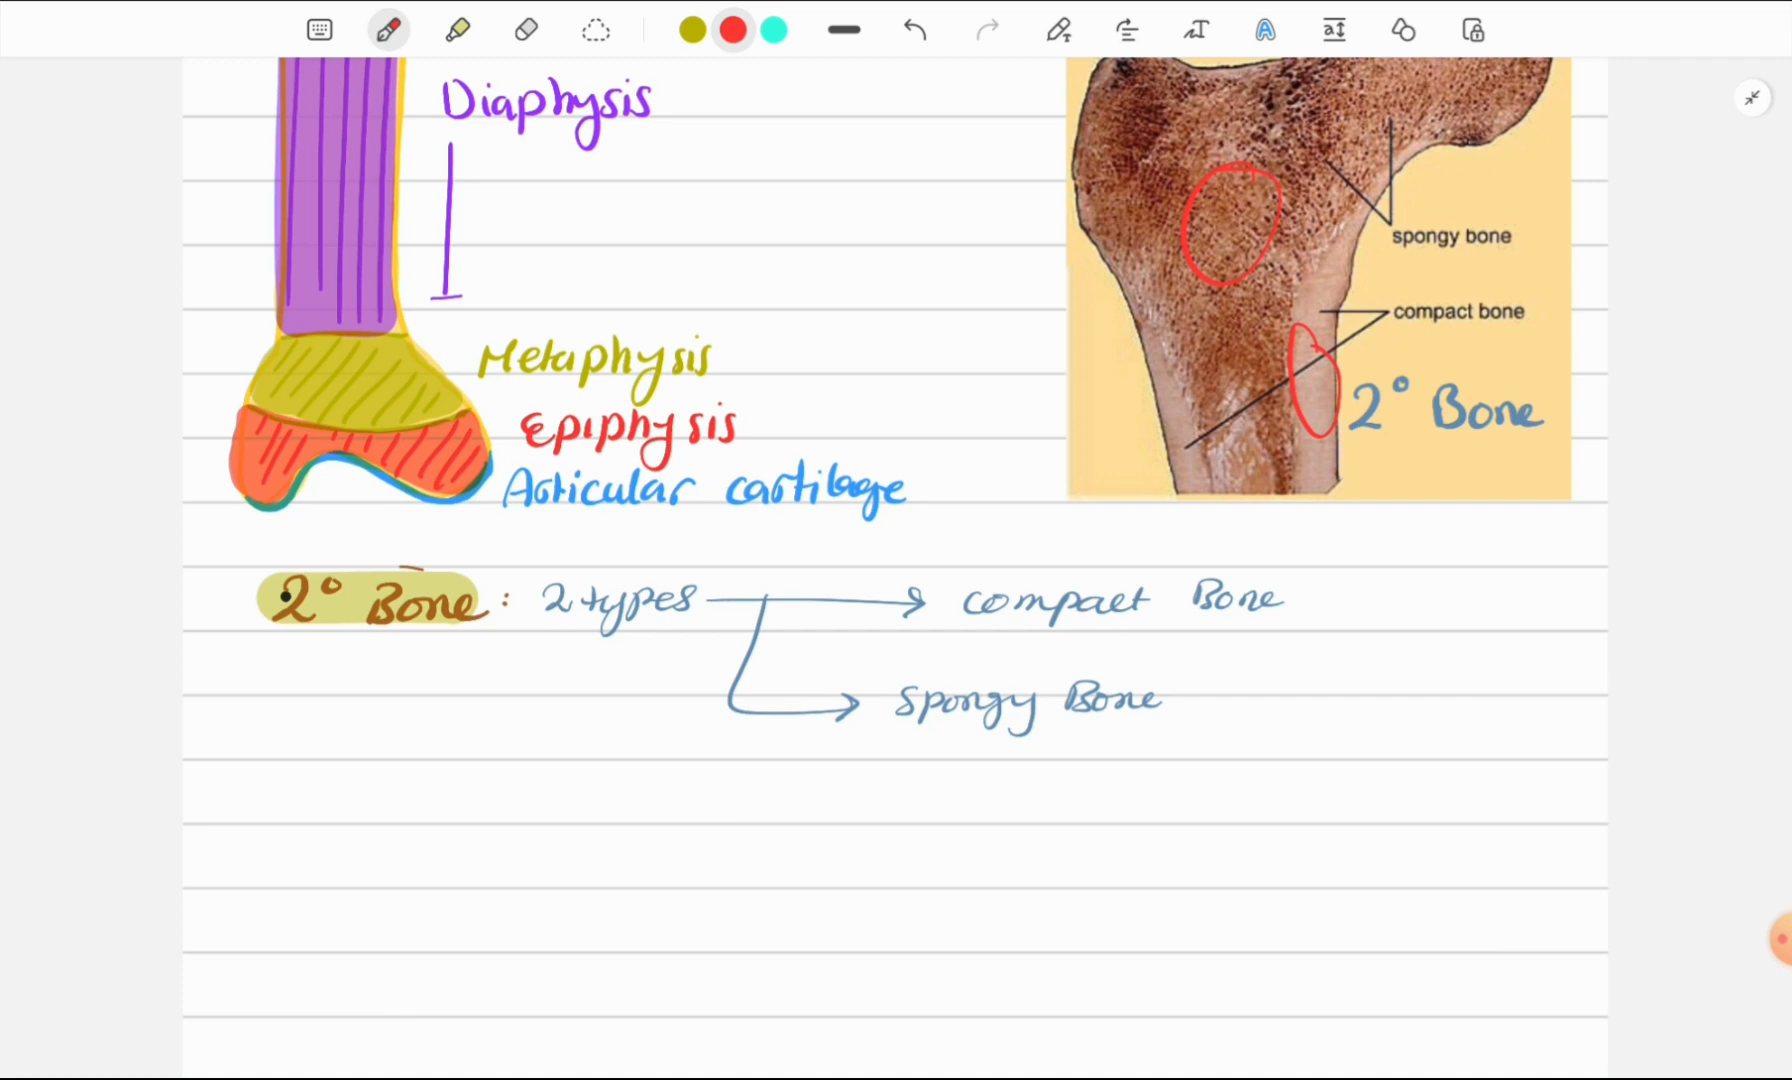 Diaphysis
spongy bone
compact bone
Metaphysis
2° Bone
Epiphysis
Articular cartilage
2° Bone : 2 types → compact Bone
→ Spongy Bone